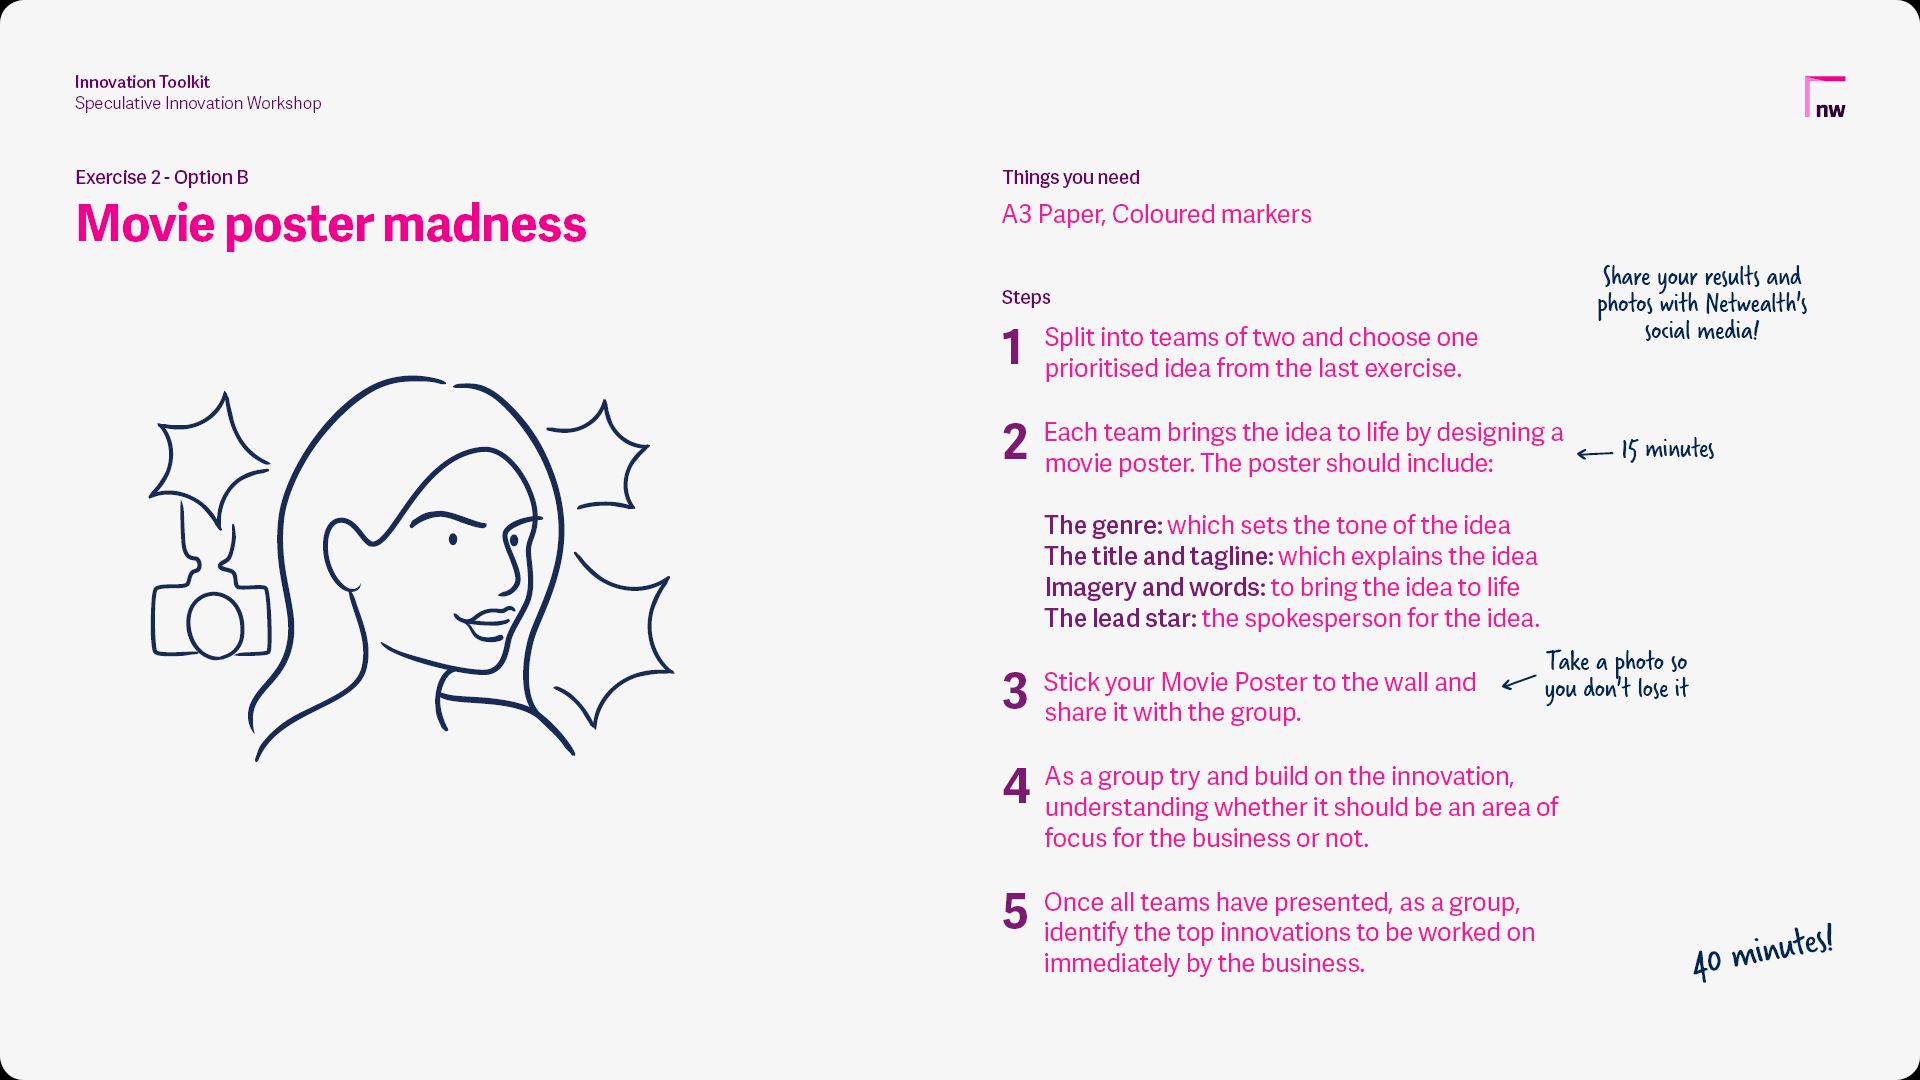 Innovation Toolkit
Speculative Innovation Workshop
nw
Exercise 2 - Option B
Movie poster madness
Things you need
A3 Paper, Coloured markers
Share your results and
photos with Netwealth's
social media!
Steps
1 Split into teams of two and choose one
prioritised idea from the last exercise.
2 Each team brings the idea to life by designing a
movie poster. The poster should include:
15 minutes
The genre: which sets the tone of the idea
The title and tagline: which explains the idea
Imagery and words: to bring the idea to life
The lead star: the spokesperson for the idea.
3 Stick your Movie Poster to the wall and
share it with the group.
Take a photo so
you don't lose it
4 As a group try and build on the innovation,
understanding whether it should be an area of
focus for the business or not.
5 Once all teams have presented, as a group,
identify the top innovations to be worked on
immediately by the business.
40 minutes!